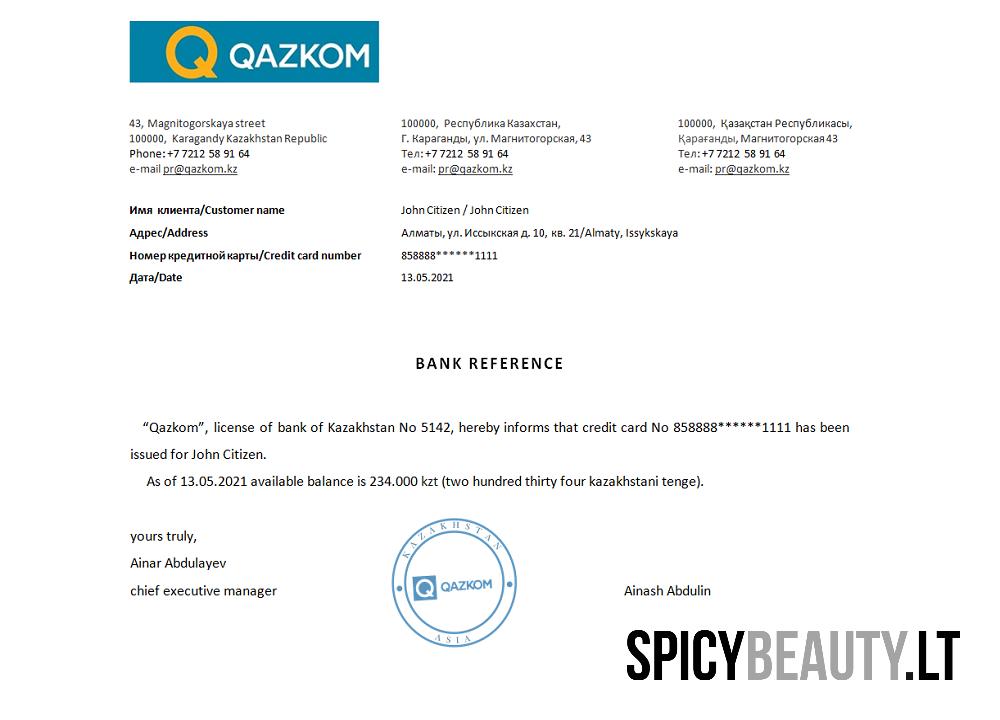 QAZKOM
43, Magnitogorskaya street
100000, Karagandy Kazakhstan Republic
Phone: +7 7212 58 91 64
e-mail pr@qazkom.kz
100000, Республика Казахстан,
Г. Караганды, ул. Магнитогорская, 43
Тел: +7 7212 58 91 64
e-mail: pr@qazkom.kz
100000, Қазақстан Республикасы,
Қарағанды, Магнитогорская43
Тел: +7 7212 58 91 64
e-mail: pr@qazkom.kz
Имя клиента/Customer name John Citizen / John Citizen
Адрес/Address Алматы, ул. Иссыкская д. 10, кв. 21/Almaty, Issykskaya
Номер кредитной карты/Credit card number 858888******1111
Дата/Date 13.05.2021
BANK REFERENCE
“Qazkom”, license of bank of Kazakhstan No 5142, hereby informs that credit card No 858888******1111 has been
issued for John Citizen.
As of 13.05.2021 available balance is 234.000 kzt (two hundred thirty four kazakhstani tenge).
yours truly,
Ainar Abdulayev
chief executive manager
KAZAKHSTAN
QAZKOM
ASIA
Ainash Abdulin
SPICYBEAUTY.LT